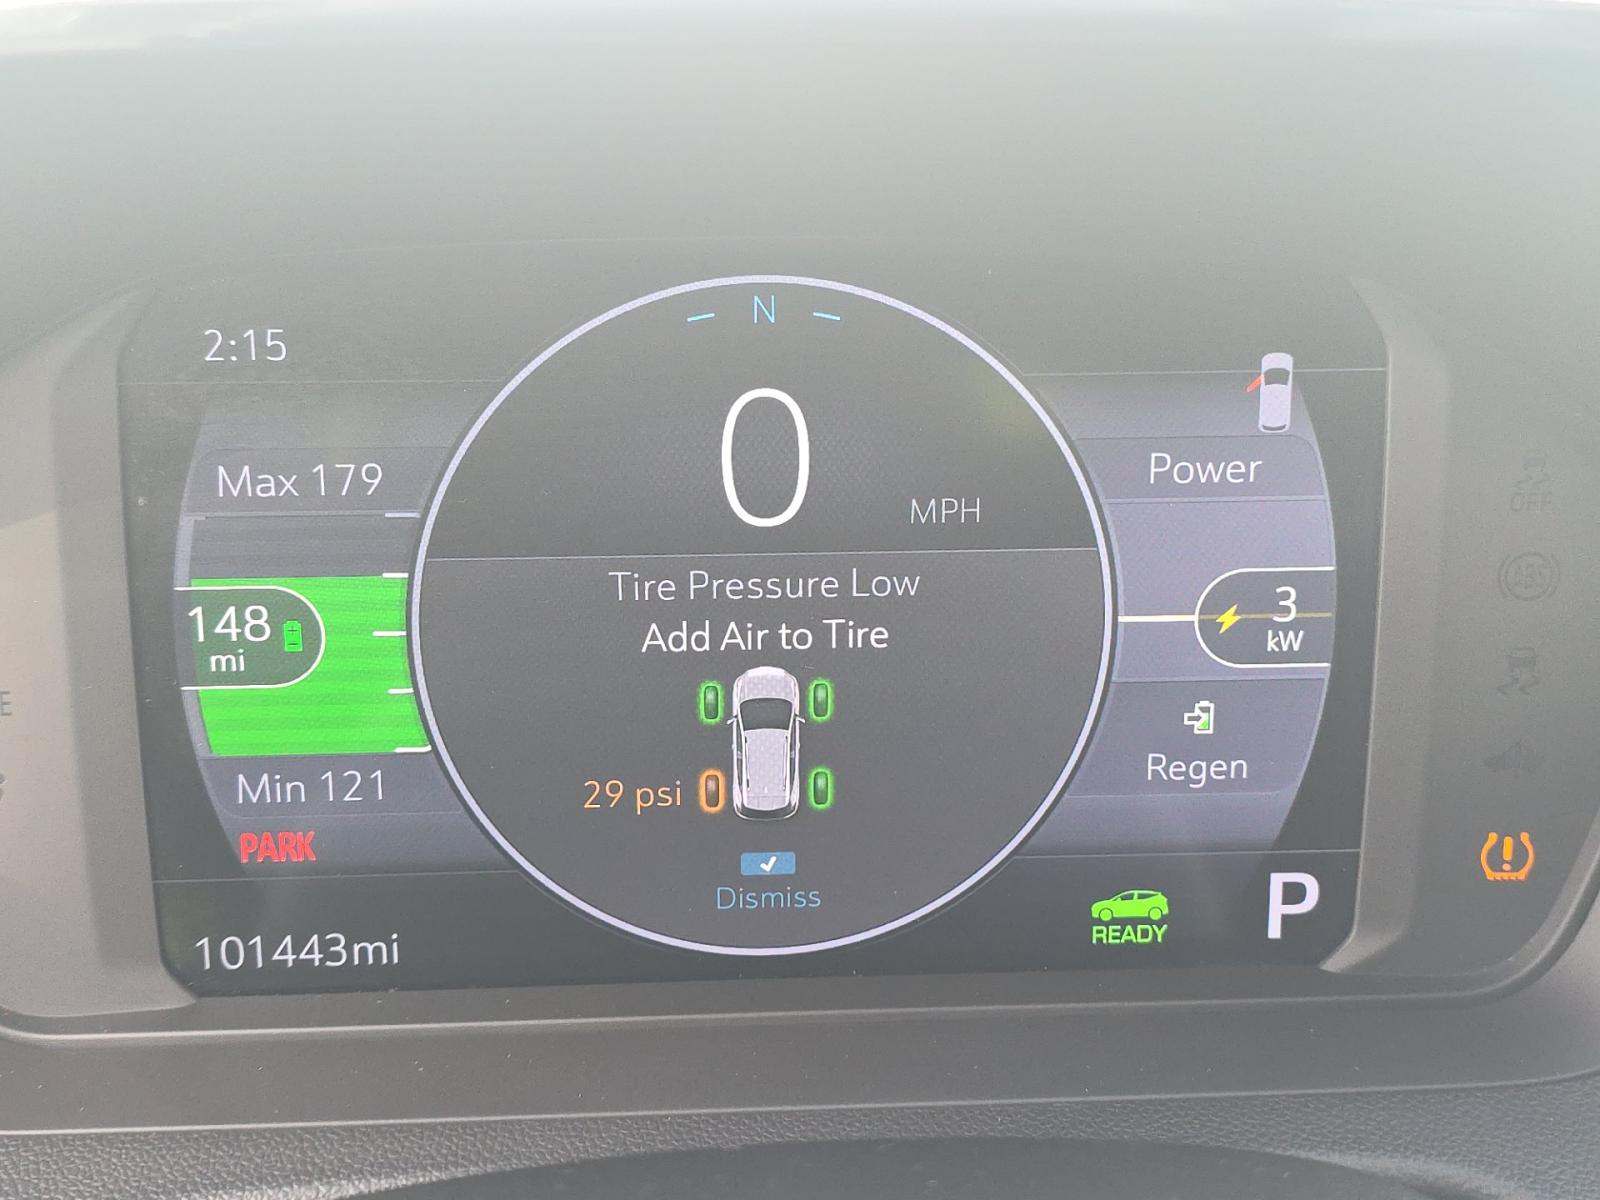 N
2:15
0
MPH
Max 179
Power
Tire Pressure Low
Add Air to Tire
148
mi
3
kW
OFF
29 psi
Regen
Min 121
PARK
Dismiss
READY
P
101443mi